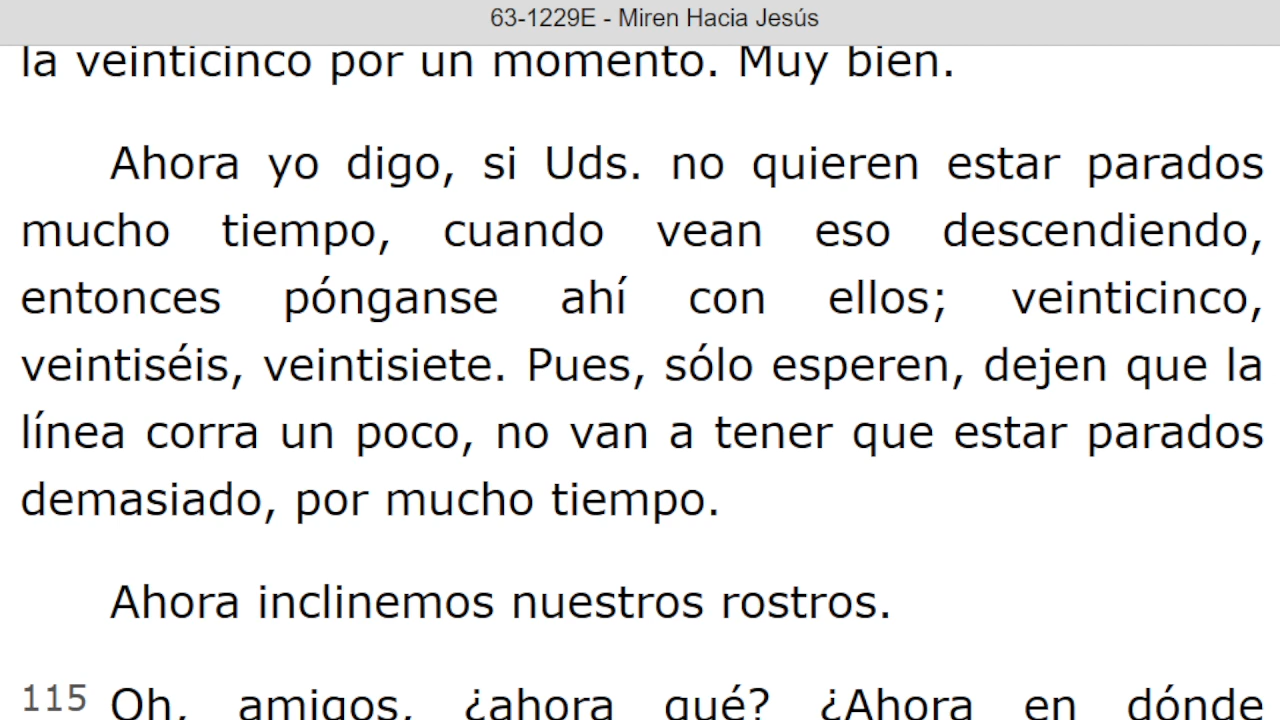 63-1229E - Miren Hacia Jesús
la veinticinco por un momento. Muy bien.
Ahora yo digo, si Uds. no quieren estar parados
mucho tiempo, cuando vean eso descendiendo,
entonces pónganse ahí con ellos; veinticinco,
veintiséis, veintisiete. Pues, sólo esperen, dejen que la
línea corra un poco, no van a tener que estar parados
demasiado, por mucho tiempo.
Ahora inclinemos nuestros rostros.
115 Oh, amigos, ¿ahora qué? ¿Ahora en dónde